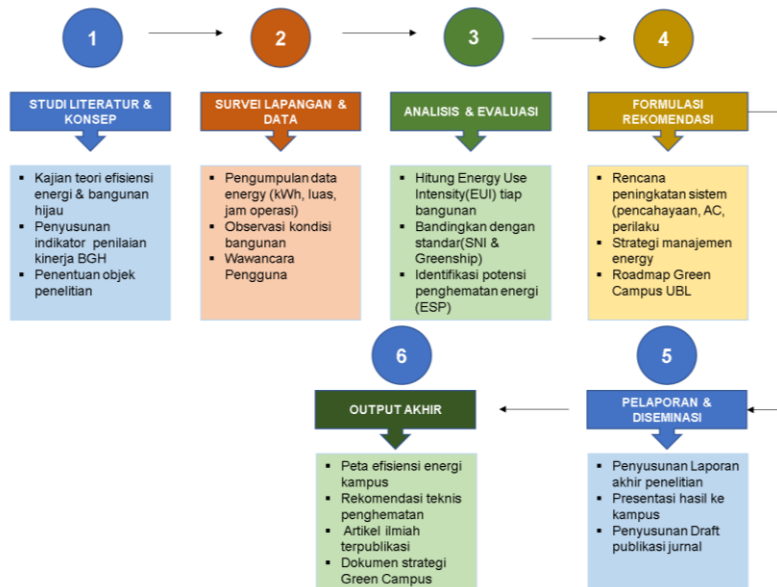 1
STUDI LITERATUR &
KONSEP
▪ Kajian teori efisiensi
energi & bangunan
hijau
▪ Penyusunan
indikator penilaian
kinerja BGH
▪ Penentuan objek
penelitian
2
SURVEI LAPANGAN &
DATA
▪ Pengumpulan data
energy (kWh, luas,
jam operasi)
▪ Observasi kondisi
bangunan
▪ Wawancara
Pengguna
3
ANALISIS & EVALUASI
▪ Hitung Energy Use
Intensity(EUI) tiap
bangunan
▪ Bandingkan dengan
standar(SNI &
Greenship)
▪ Identifikasi potensi
penghematan energi
(ESP)
4
FORMULASI
REKOMENDASI
▪ Rencana
peningkatan sistem
(pencahayaan, AC,
perilaku
▪ Strategi manajemen
energy
▪ Roadmap Green
Campus UBL
5
PELAPORAN &
DISEMINASI
▪ Penyusunan Laporan
akhir penelitian
▪ Presentasi hasil ke
kampus
▪ Penyusunan Draft
publikasi jurnal
6
OUTPUT AKHIR
▪ Peta efisiensi energi
kampus
▪ Rekomendasi teknis
penghematan
▪ Artikel ilmiah
terpublikasi
▪ Dokumen strategi
Green Campus